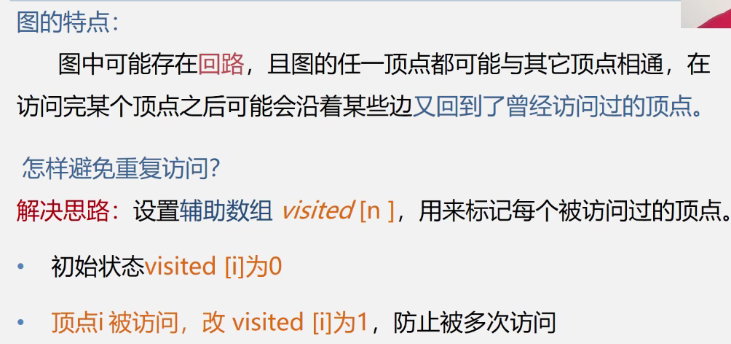 图的特点：
图中可能存在回路，且图的任一顶点都可能与其它顶点相通，在
访问完某个顶点之后可能会沿着某些边又回到了曾经访问过的顶点。
怎样避免重复访问？
解决思路：设置辅助数组 visited [n ]，用来标记每个被访问过的顶点。
• 初始状态visited [i]为0
• 顶点i 被访问，改 visited [i]为1，防止被多次访问